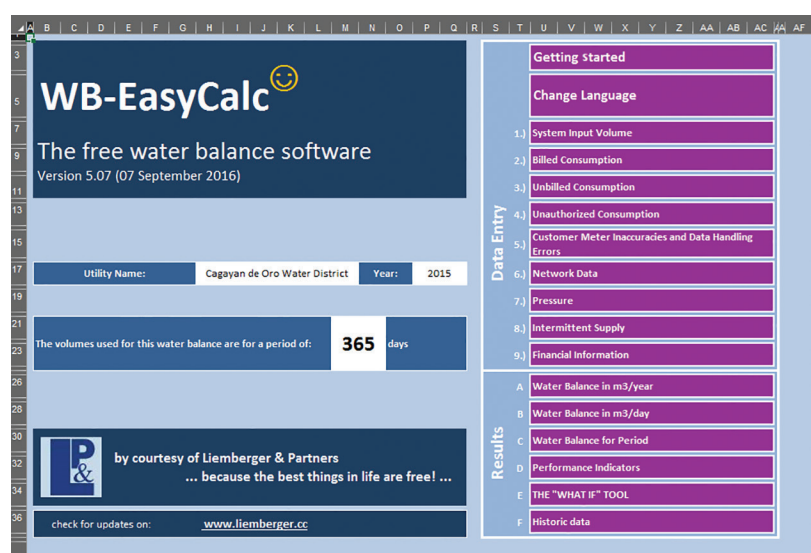 A B C D E F G H I J K L M N O P Q R S T U V W X Y Z AA AB AC AF
3
5
7
9
11
13
15
17
19
21
23
26
28
30
32
34
36
WB-EasyCalc
The free water balance software
Version 5.07 (07 September 2016)
Utility Name: Cagayan de Oro Water District Year: 2015
The volumes used for this water balance are for a period of: 365 days
LP&
by courtesy of Liemberger & Partners
... because the best things in life are free! ...
check for updates on: www.liemberger.cc
Getting Started
Change Language
Data Entry
1.) System Input Volume
2.) Billed Consumption
3.) Unbilled Consumption
4.) Unauthorized Consumption
5.) Customer Meter Inaccuracies and Data Handling
Errors
6.) Network Data
7.) Pressure
8.) Intermittent Supply
9.) Financial Information
Results
A Water Balance in m3/year
B Water Balance in m3/day
C Water Balance for Period
D Performance Indicators
E THE "WHAT IF" TOOL
F Historic data